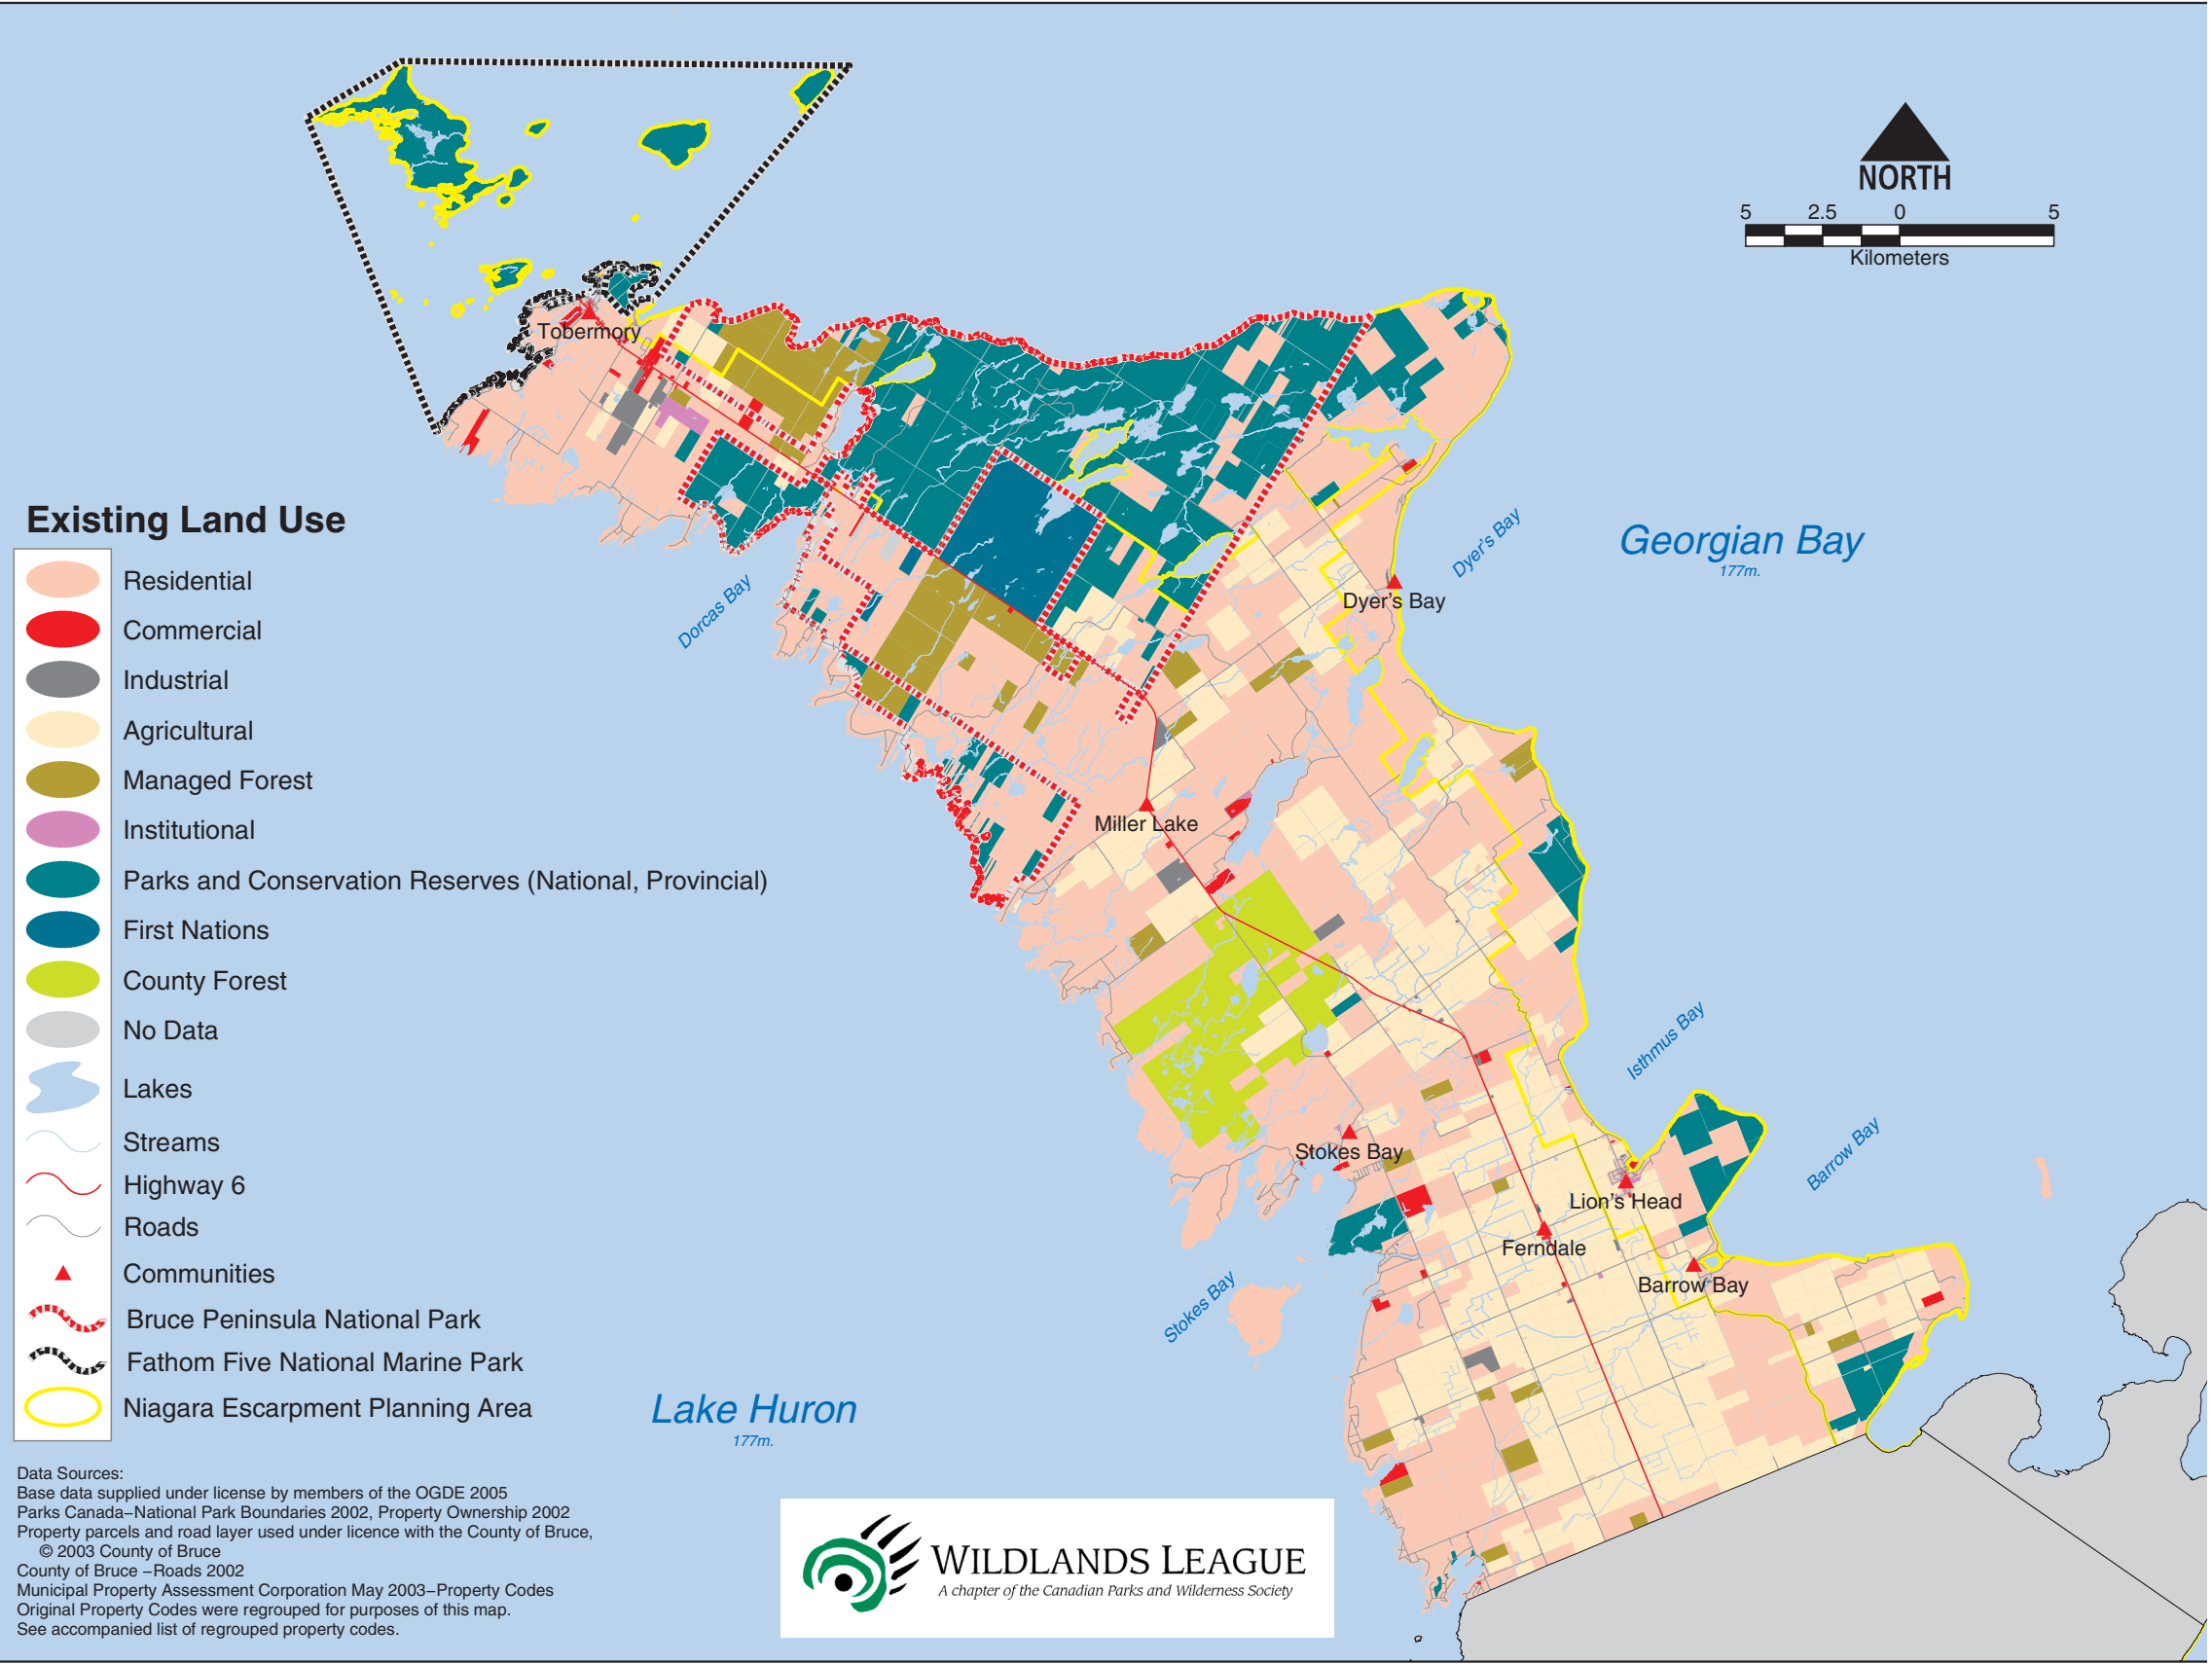 NORTH
5 2.5 0 5
Kilometers
Tobermory
Georgian Bay
177m.
Dyer's Bay
Dyer's Bay
Dorcas Bay
Miller Lake
Isthmus Bay
Stokes Bay
Barrow Bay
Lion's Head
Ferndale
Barrow Bay
Stokes Bay
Lake Huron
177m.
Existing Land Use
Residential
Commercial
Industrial
Agricultural
Managed Forest
Institutional
Parks and Conservation Reserves (National, Provincial)
First Nations
County Forest
No Data
Lakes
Streams
Highway 6
Roads
Communities
Bruce Peninsula National Park
Fathom Five National Marine Park
Niagara Escarpment Planning Area
Data Sources:
Base data supplied under license by members of the OGDE 2005
Parks Canada–National Park Boundaries 2002, Property Ownership 2002
Property parcels and road layer used under licence with the County of Bruce,
© 2003 County of Bruce
County of Bruce –Roads 2002
Municipal Property Assessment Corporation May 2003–Property Codes
Original Property Codes were regrouped for purposes of this map.
See accompanied list of regrouped property codes.
WILDLANDS LEAGUE
A chapter of the Canadian Parks and Wilderness Society